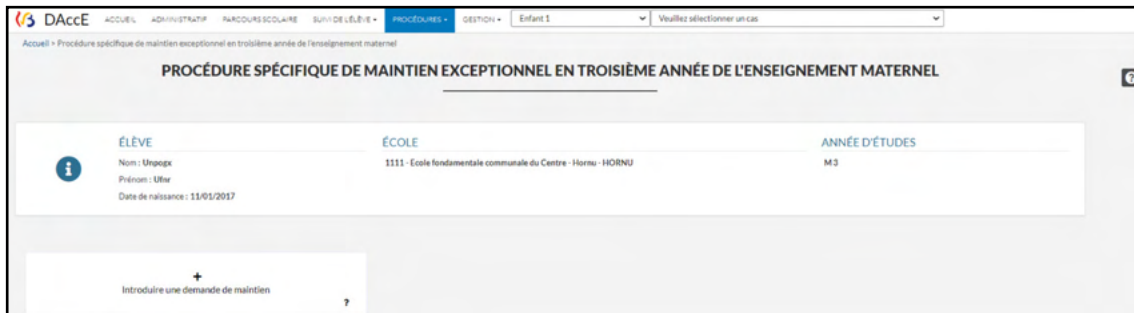 DAccE ACCUEIL ADMINISTRATIF PARCOURS SCOLAIRE SUIVI DE L'ÉLÈVE PROCÉDURES GESTION Enfant 1 Veuillez sélectionner un cas
Accueil > Procédure spécifique de maintien exceptionnel en troisième année de l'enseignement maternel
PROCÉDURE SPÉCIFIQUE DE MAINTIEN EXCEPTIONNEL EN TROISIÈME ANNÉE DE L'ENSEIGNEMENT MATERNEL
?
ÉLÈVE ÉCOLE ANNÉE D'ÉTUDES
Nom : Unpogx 1111 - Ecole fondamentale communale du Centre - Hornu - HORNU M3
Prénom : Ufnr
Date de naissance : 11/01/2017
+
Introduire une demande de maintien
?